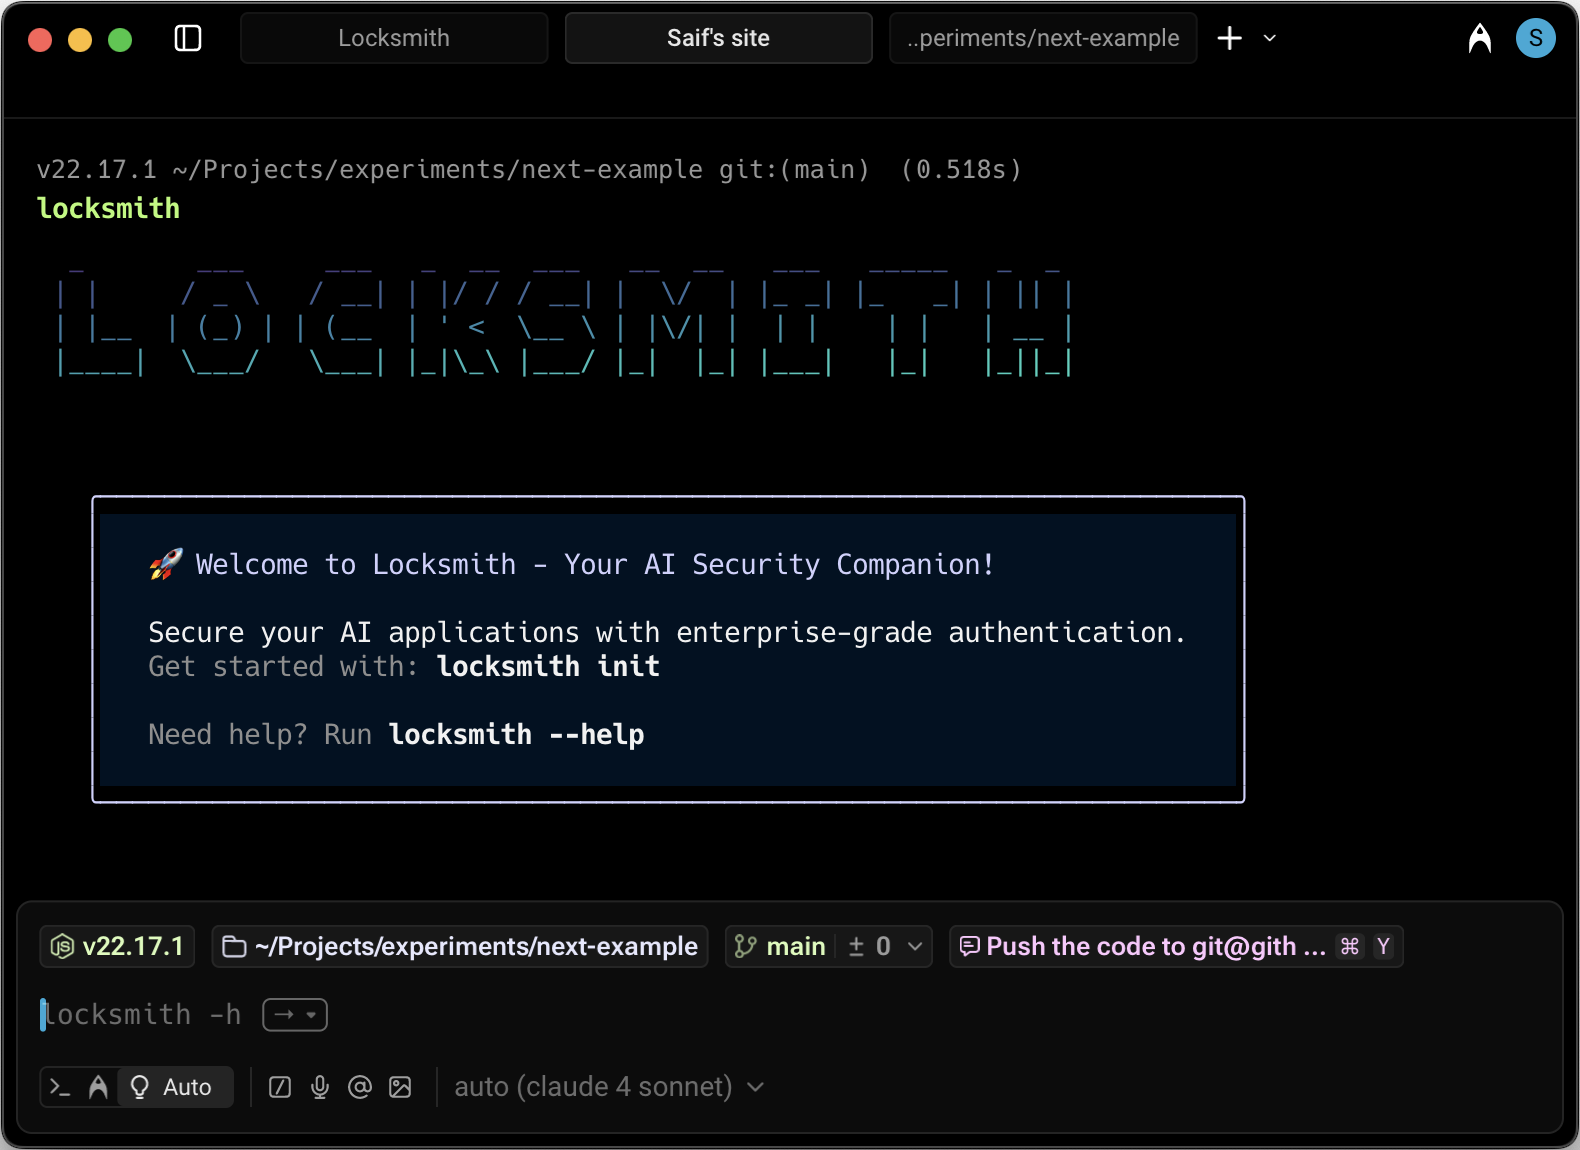 Locksmith
Saif's site
..periments/next-example
S
v22.17.1 ~/Projects/experiments/next-example git:(main) (0.518s)
locksmith
LOCKSMITH
🚀 Welcome to Locksmith - Your AI Security Companion!
Secure your AI applications with enterprise-grade authentication.
Get started with: locksmith init
Need help? Run locksmith --help
JS v22.17.1 ~/Projects/experiments/next-example main ± 0 Push the code to git@gith ... ⌘ Y
locksmith -h
Auto auto (claude 4 sonnet)